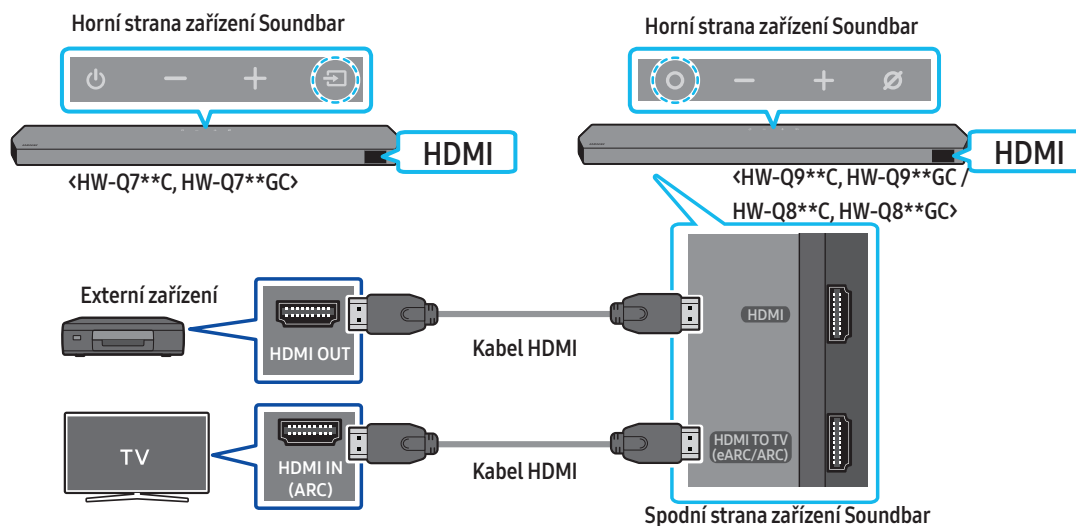 Horní strana zařízení Soundbar
Horní strana zařízení Soundbar
HDMI
HDMI
<HW-Q7**C, HW-Q7**GC>
<HW-Q9**C, HW-Q9**GC /
HW-Q8**C, HW-Q8**GC>
Externí zařízení
HDMI OUT
Kabel HDMI
HDMI
TV
HDMI IN
(ARC)
Kabel HDMI
HDMI TO TV
(eARC/ARC)
Spodní strana zařízení Soundbar